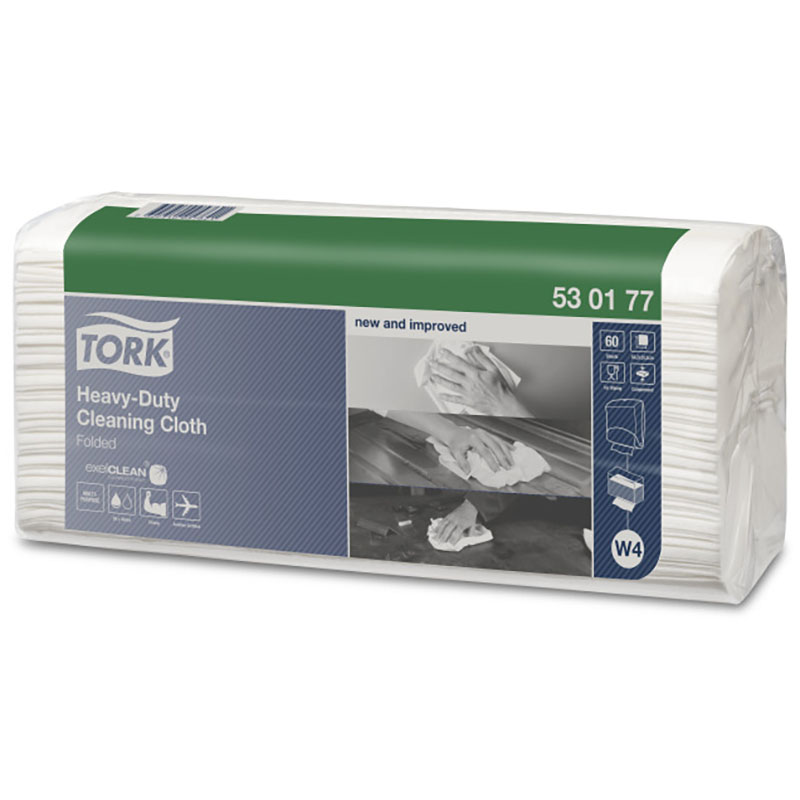 53 01 77
new and improved
TORK®
Heavy-Duty
Cleaning Cloth
Folded
exelCLEAN®
60
W4